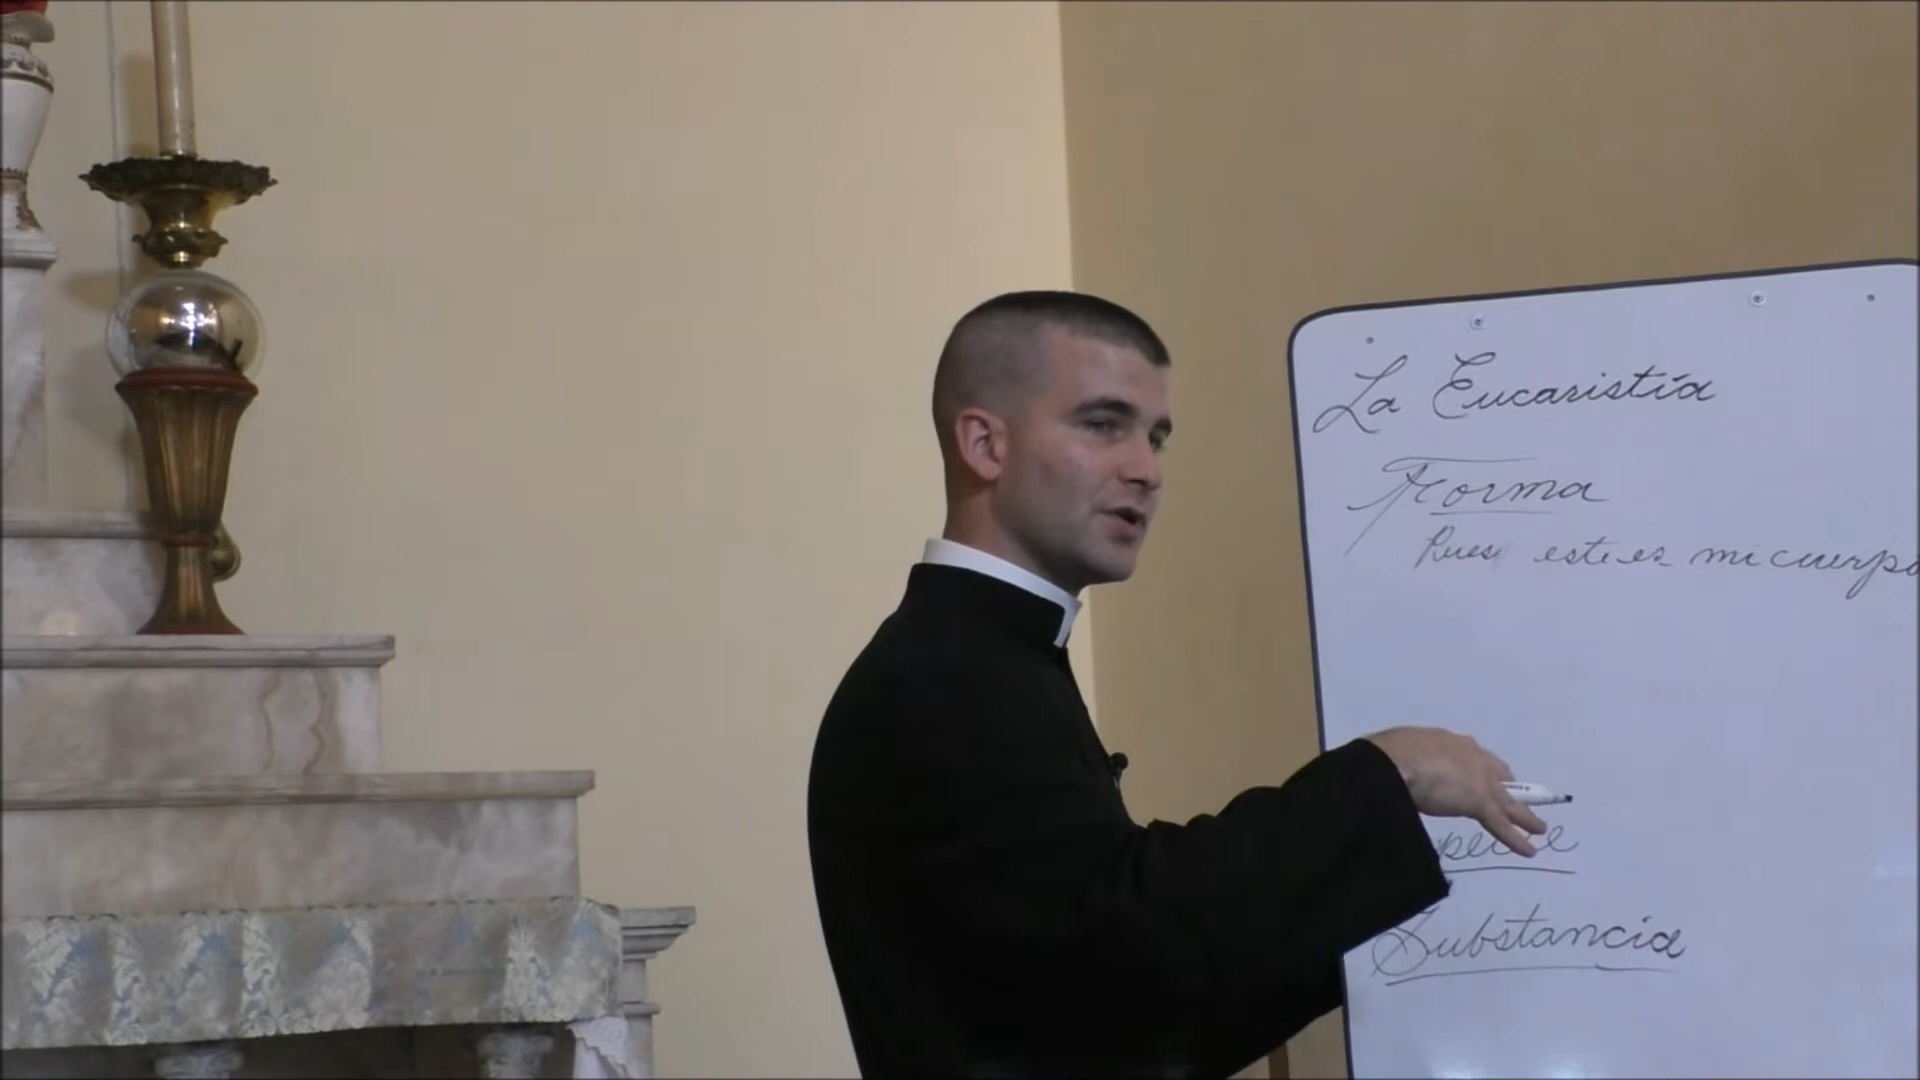 La Eucaristía
Forma
Pues este es mi cuerpo
Substancia